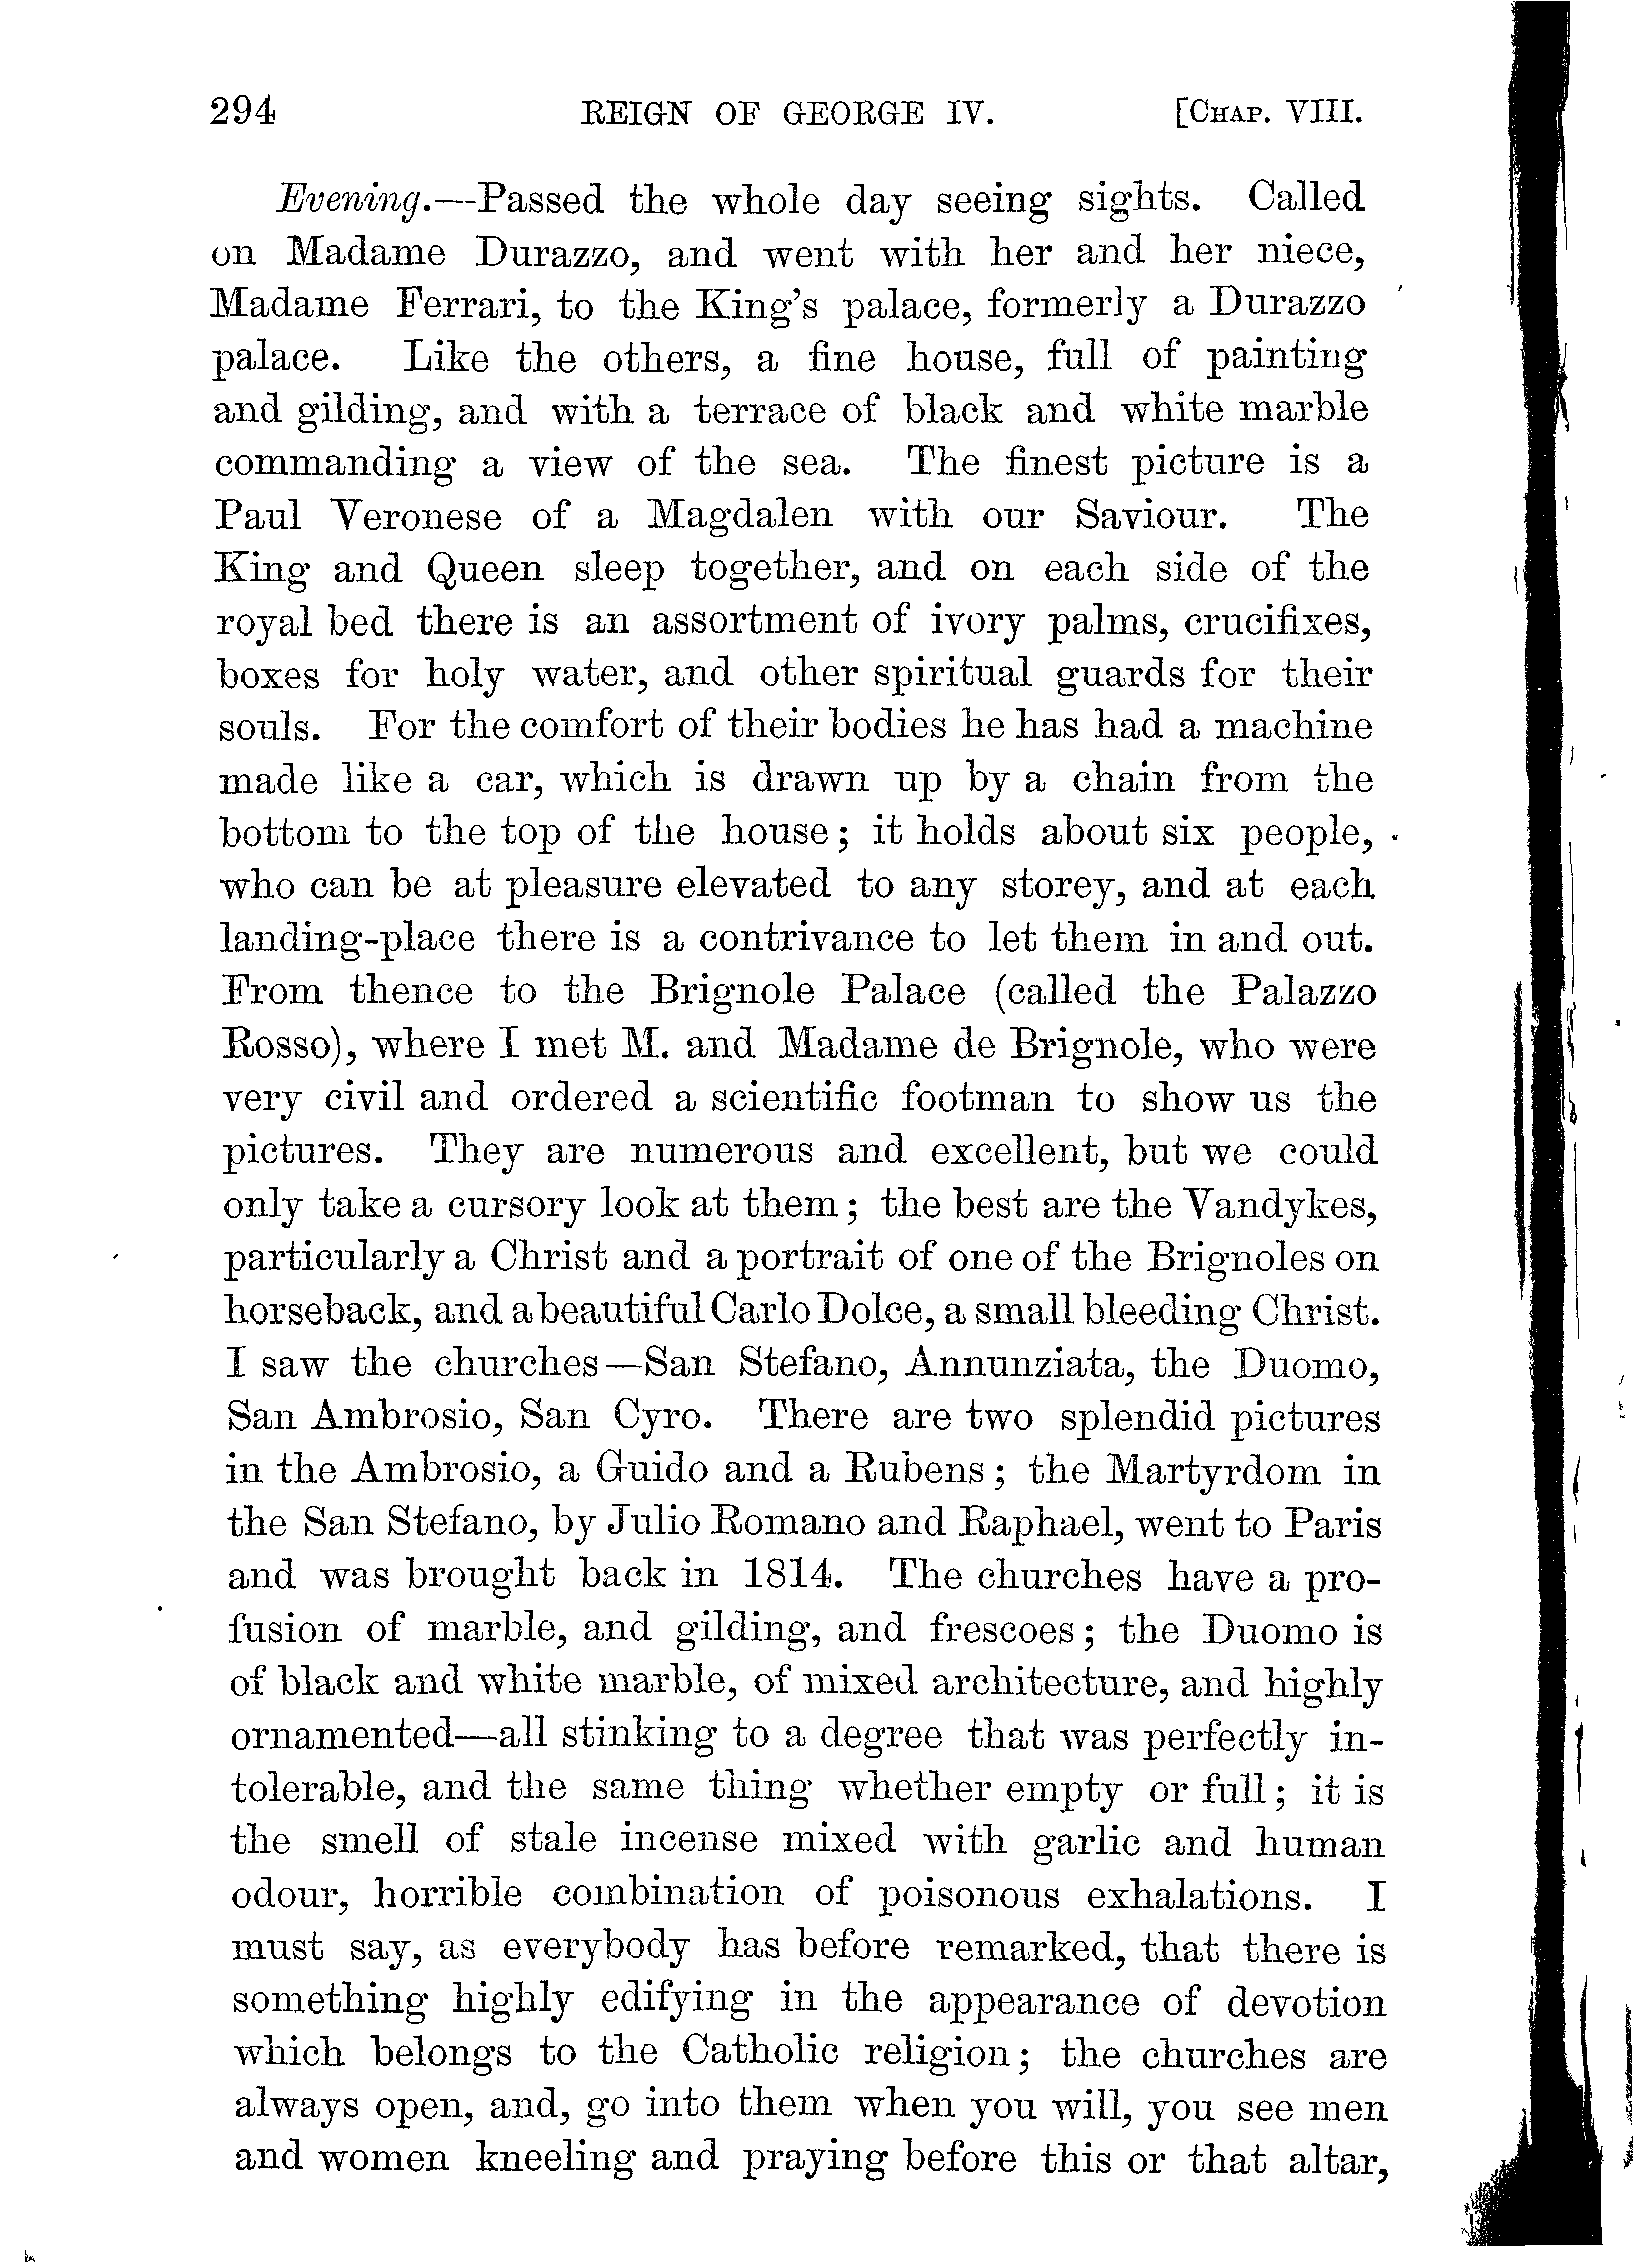 294 REIGN OF GEORGE IV. [CHAP. VIII.
Evening.—Passed the whole day seeing sights. Called
on Madame Durazzo, and went with her and her niece,
Madame Ferrari, to the King's palace, formerly a Durazzo
palace. Like the others, a fine house, full of painting
and gilding, and with a terrace of black and white marble
commanding a view of the sea. The finest picture is a
Paul Veronese of a Magdalen with our Saviour. The
King and Queen sleep together, and on each side of the
royal bed there is an assortment of ivory palms, crucifixes,
boxes for holy water, and other spiritual guards for their
souls. For the comfort of their bodies he has had a machine
made like a car, which is drawn up by a chain from the
bottom to the top of the house; it holds about six people,
who can be at pleasure elevated to any storey, and at each
landing-place there is a contrivance to let them in and out.
From thence to the Brignole Palace (called the Palazzo
Rosso), where I met M. and Madame de Brignole, who were
very civil and ordered a scientific footman to show us the
pictures. They are numerous and excellent, but we could
only take a cursory look at them; the best are the Vandykes,
particularly a Christ and a portrait of one of the Brignoles on
horseback, and a beautiful Carlo Dolce, a small bleeding Christ.
I saw the churches—San Stefano, Annunziata, the Duomo,
San Ambrosio, San Cyro. There are two splendid pictures
in the Ambrosio, a Guido and a Rubens; the Martyrdom in
the San Stefano, by Julio Romano and Raphael, went to Paris
and was brought back in 1814. The churches have a pro-
fusion of marble, and gilding, and frescoes; the Duomo is
of black and white marble, of mixed architecture, and highly
ornamented—all stinking to a degree that was perfectly in-
tolerable, and the same thing whether empty or full; it is
the smell of stale incense mixed with garlic and human
odour, horrible combination of poisonous exhalations. I
must say, as everybody has before remarked, that there is
something highly edifying in the appearance of devotion
which belongs to the Catholic religion; the churches are
always open, and, go into them when you will, you see men
and women kneeling and praying before this or that altar,